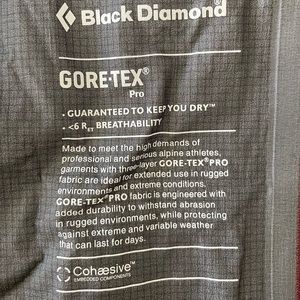 Black Diamond®
GORE-TEX®
Pro
• GUARANTEED TO KEEP YOU DRY™
• <6 RET BREATHABILITY
Made to meet the high demands of
professional and serious alpine athletes,
garments with three-layer GORE-TEX®PRO
fabric are ideal for extended use in rugged
environments and extreme conditions.
GORE-TEX®PRO fabric is engineered with
added durability to withstand abrasion
in rugged environments, while protecting
against extreme and variable weather
that can last for days.
Cohæsive™
EMBEDDED COMPONENTS